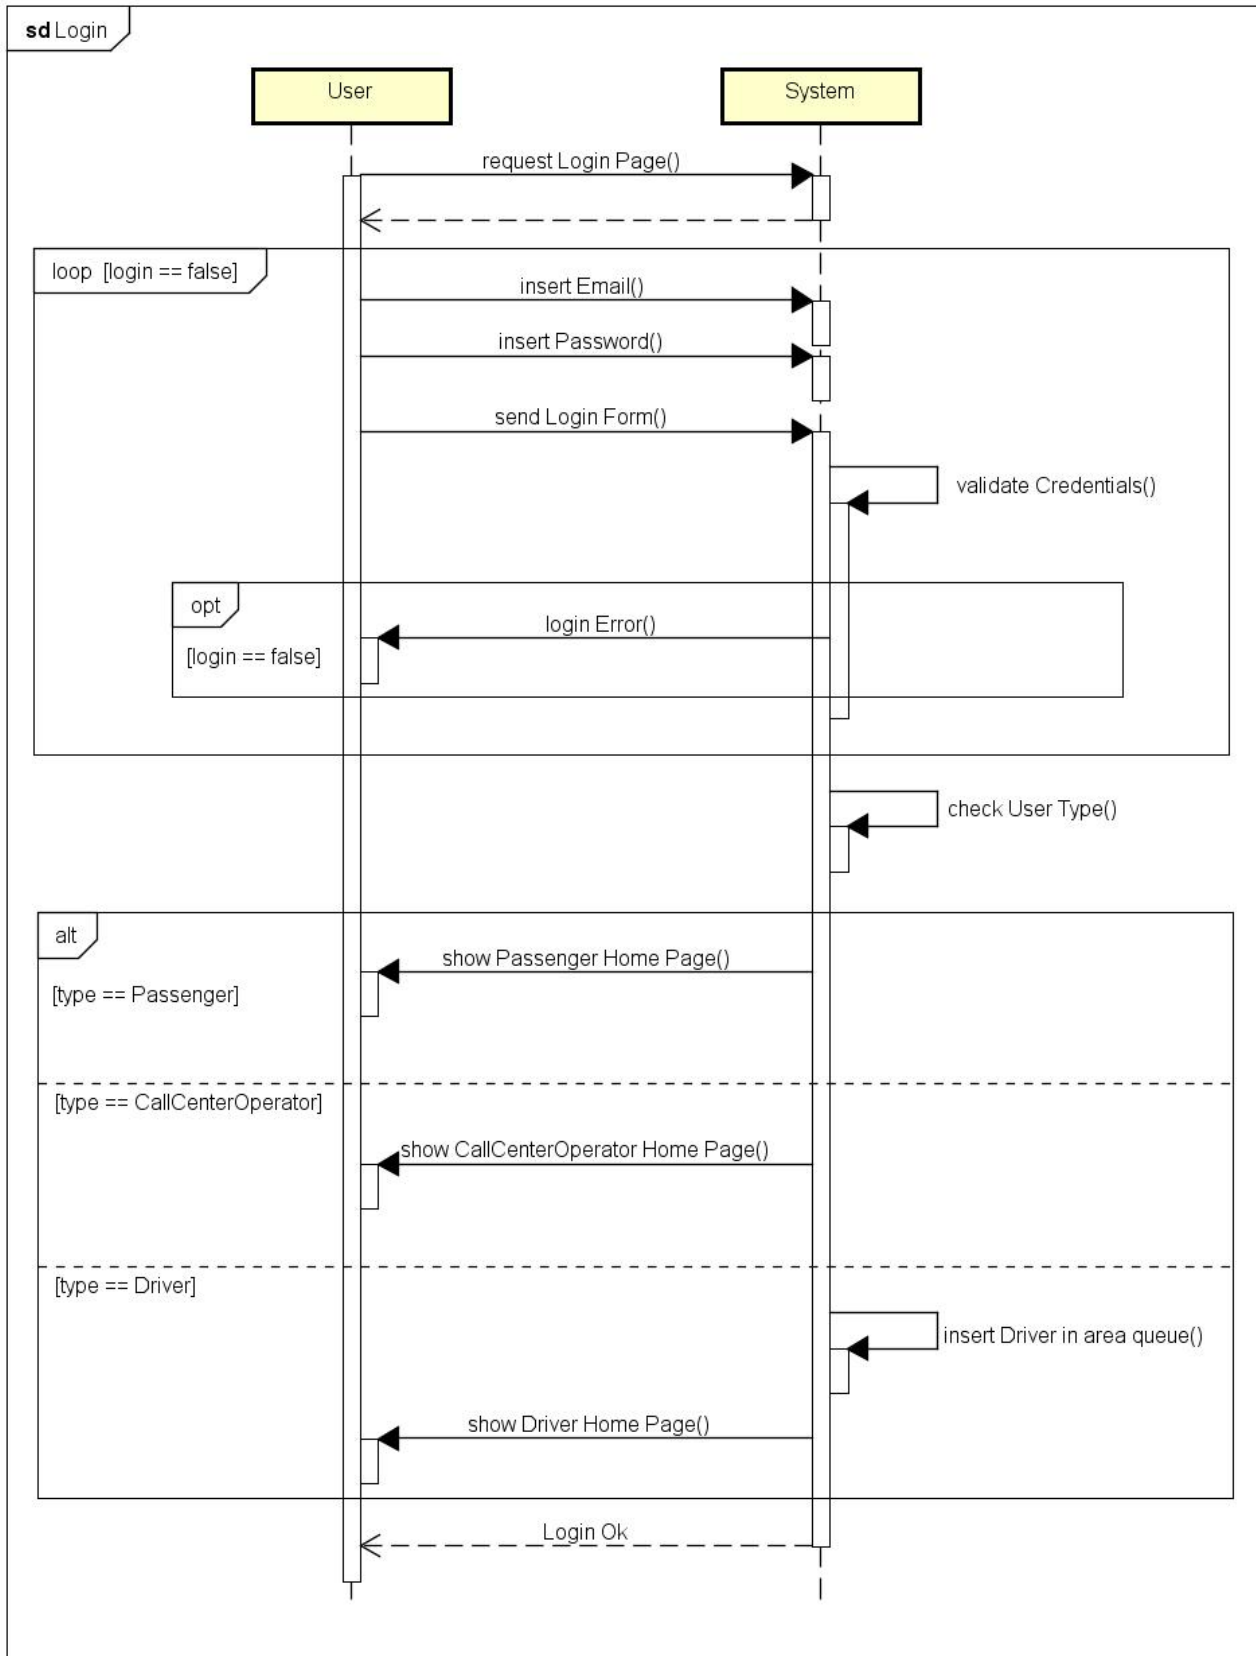 sd Login
User
System
request Login Page()
loop [login == false]
insert Email()
insert Password()
send Login Form()
validate Credentials()
opt
login Error()
[login == false]
check User Type()
alt
show Passenger Home Page()
[type == Passenger]
[type == CallCenterOperator]
show CallCenterOperator Home Page()
[type == Driver]
insert Driver in area queue()
show Driver Home Page()
Login Ok